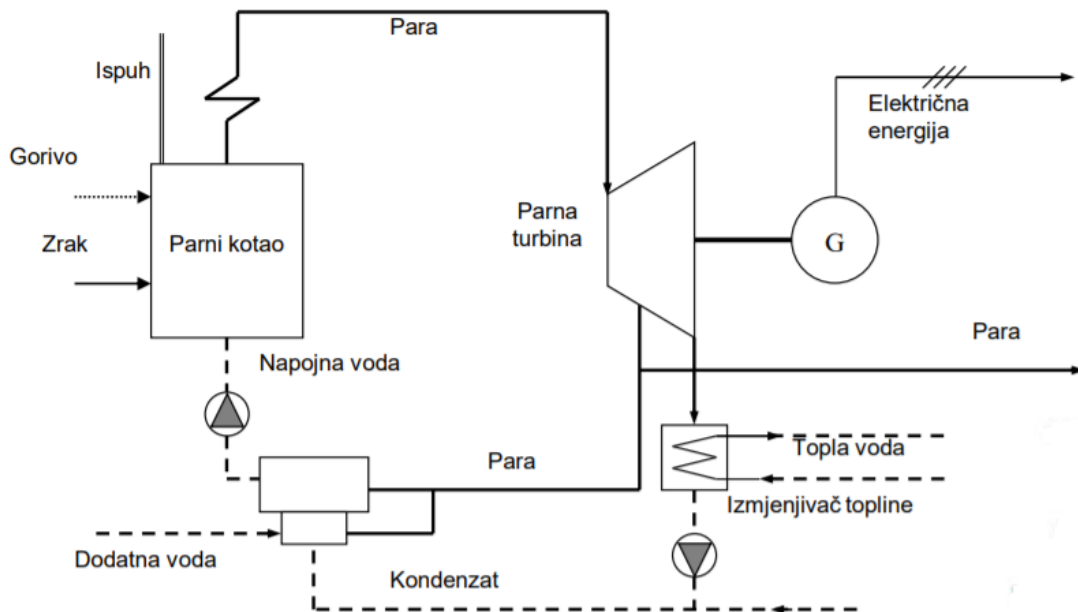 Para
Ispuh
Električna
energija
Gorivo
Parna
turbina
Zrak
Parni kotao
G
Para
Napojna voda
Topla voda
Para
Izmjenjivač topline
Dodatna voda
Kondenzat